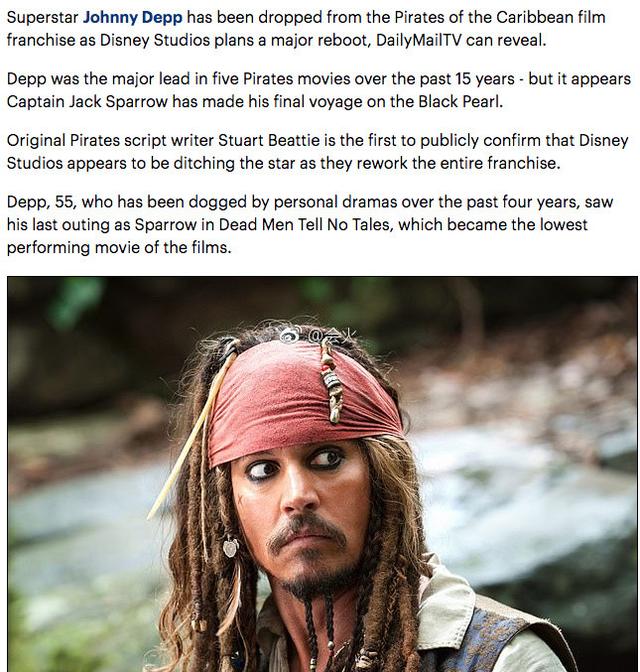 Superstar Johnny Depp has been dropped from the Pirates of the Caribbean film
franchise as Disney Studios plans a major reboot, DailyMailTV can reveal.
Depp was the major lead in five Pirates movies over the past 15 years - but it appears
Captain Jack Sparrow has made his final voyage on the Black Pearl.
Original Pirates script writer Stuart Beattie is the first to publicly confirm that Disney
Studios appears to be ditching the star as they rework the entire franchise.
Depp, 55, who has been dogged by personal dramas over the past four years, saw
his last outing as Sparrow in Dead Men Tell No Tales, which became the lowest
performing movie of the films.